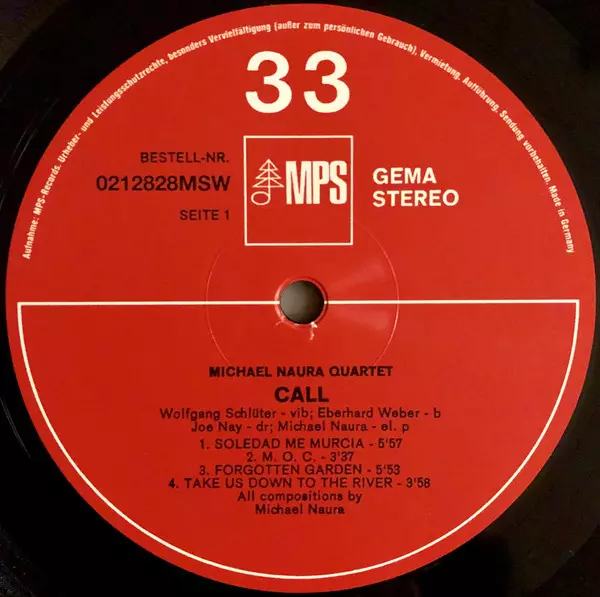 Aufnahme: MPS-Records. Urheber- und Leistungsschutzrechte, besonders Vervielfältigung (außer zum persönlichen Gebrauch), Vermietung, Aufführung, Sendung vorbehalten. Made in Germany
33
BESTELL-NR.
0212828MSW
SEITE 1
MPS
GEMA
STEREO
MICHAEL NAURA QUARTET
CALL
Wolfgang Schlüter - vib; Eberhard Weber - b
Joe Nay - dr; Michael Naura - el. p
1. SOLEDAD ME MURCIA - 5'57
2. M. O. C. - 3'37
3. FORGOTTEN GARDEN - 5'53
4. TAKE US DOWN TO THE RIVER - 3'58
All compositions by
Michael Naura